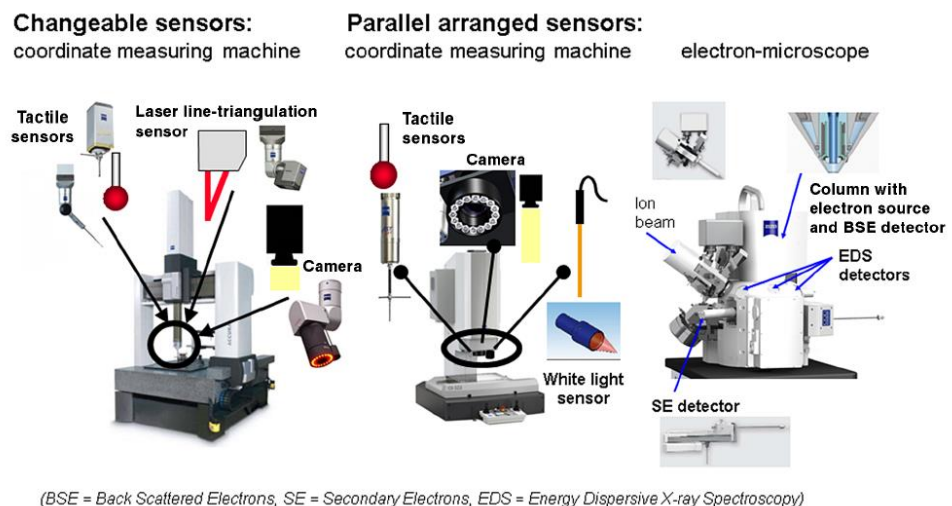 Changeable sensors:
coordinate measuring machine
Parallel arranged sensors:
coordinate measuring machine
electron-microscope
Tactile
sensors
Laser line-triangulation
sensor
Camera
Tactile
sensors
Camera
White light
sensor
Ion
beam
Column with
electron source
and BSE detector
EDS
detectors
SE detector
(BSE = Back Scattered Electrons, SE = Secondary Electrons, EDS = Energy Dispersive X-ray Spectroscopy)